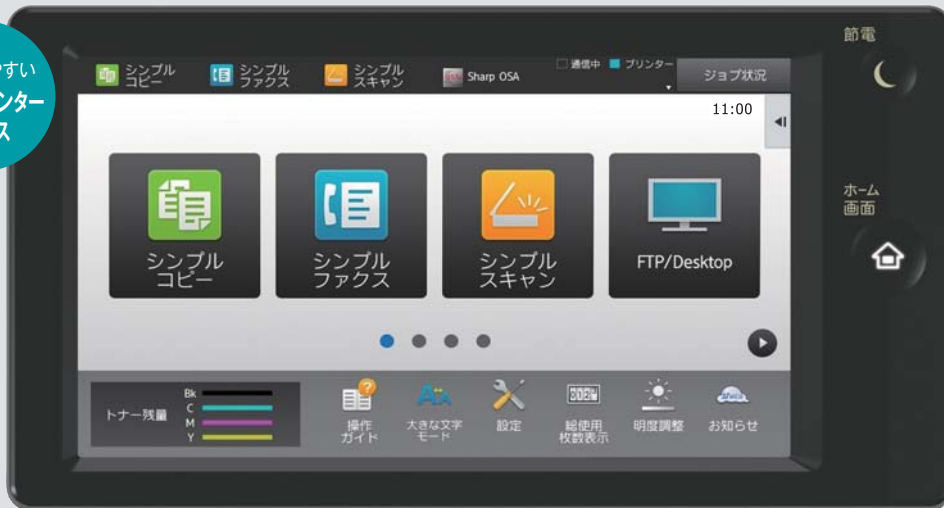 すい
ンター
ス
節電
シンプル
コピー
シンプル
ファクス
シンプル
スキャン
Sharp OSA
通信中
プリンター
ジョブ状況
11:00
ホーム
画面
シンプル
コピー
シンプル
ファクス
シンプル
スキャン
FTP/Desktop
トナー残量
Bk
C
M
Y
操作
ガイド
大きな文字
モード
設定
総使用
枚数表示
明度調整
お知らせ